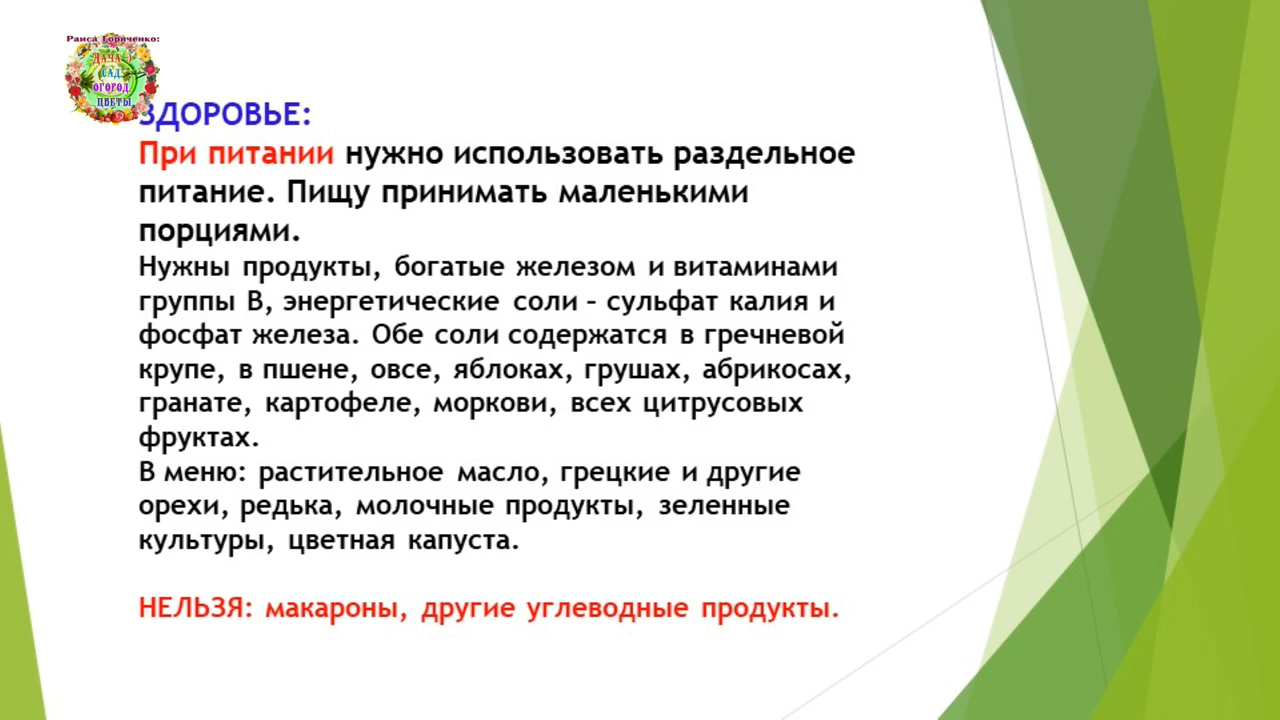 Раиса Горяченко:
ДАЧА
САД,
ОГОРОД,
ЦВЕТЫ
ЗДОРОВЬЕ:
При питании нужно использовать раздельное
питание. Пищу принимать маленькими
порциями.
Нужны продукты, богатые железом и витаминами
группы В, энергетические соли – сульфат калия и
фосфат железа. Обе соли содержатся в гречневой
крупе, в пшене, овсе, яблоках, грушах, абрикосах,
гранате, картофеле, моркови, всех цитрусовых
фруктах.
В меню: растительное масло, грецкие и другие
орехи, редька, молочные продукты, зеленные
культуры, цветная капуста.
НЕЛЬЗЯ: макароны, другие углеводные продукты.